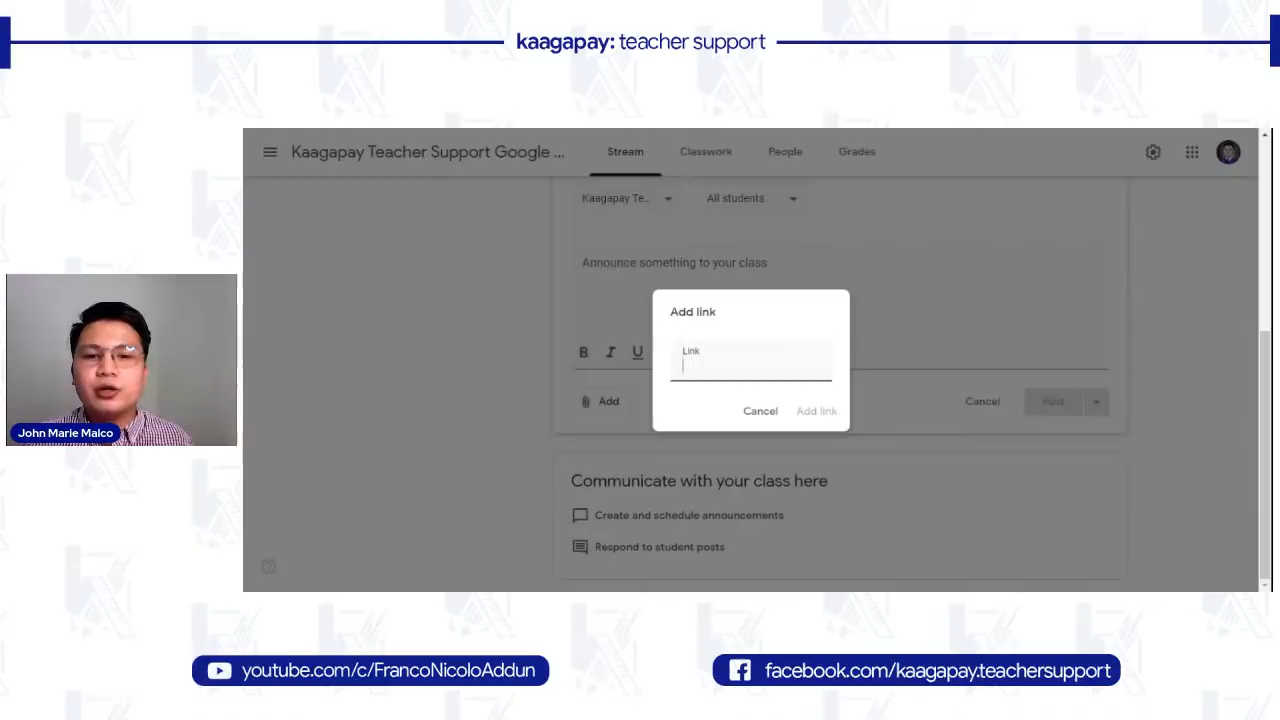 kaagapay: teacher support
Kaagapay Teacher Support Google ...
Stream
Classwork
People
Grades
Kaagapay Te...
All students
Announce something to your class
Add link
Link
B I U
Cancel
Add link
Add
Cancel
Post
John Marie Malco
Communicate with your class here
Create and schedule announcements
Respond to student posts
youtube.com/c/FrancoNicoloAddun
facebook.com/kaagapay.teachersupport